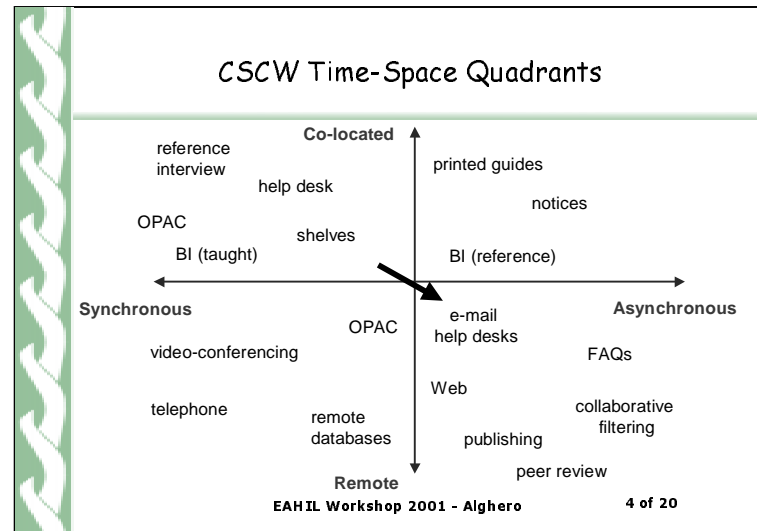 CSCW Time-Space Quadrants
Co-located
reference
interview
printed guides
help desk
notices
OPAC
shelves
BI (taught)
BI (reference)
Synchronous
Asynchronous
e-mail
help desks
OPAC
video-conferencing
FAQs
Web
telephone
remote
databases
collaborative
filtering
publishing
peer review
Remote
EAHIL Workshop 2001 - Alghero
4 of 20